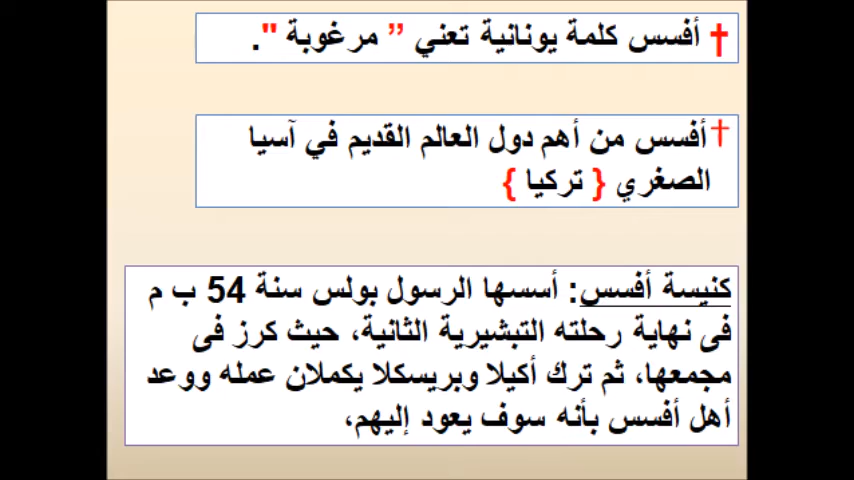 † أفسس كلمة يونانية تعني ” مرغوبة ".
† أفسس من أهم دول العالم القديم في آسيا
الصغري { تركيا }
كنيسة أفسس: أسسها الرسول بولس سنة 54 ب م
فى نهاية رحلته التبشيرية الثانية، حيث كرز فى
مجمعها، ثم ترك أكيلا وبريسكلا يكملان عمله ووعد
أهل أفسس بأنه سوف يعود إليهم،